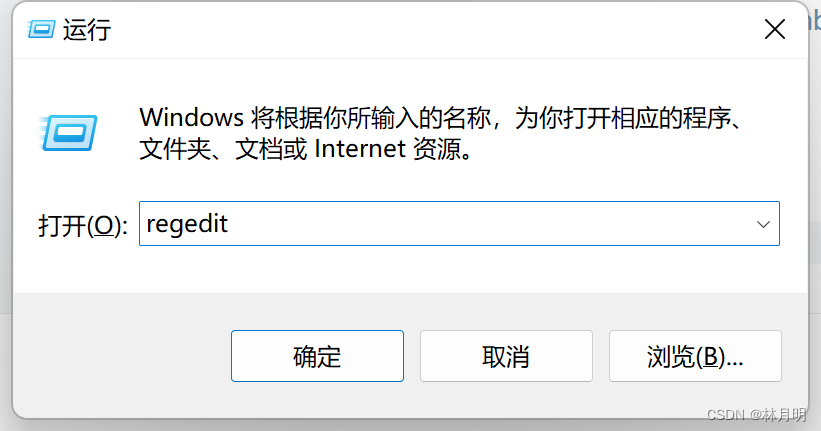 运行
Windows 将根据你所输入的名称，为你打开相应的程序、
文件夹、文档或 Internet 资源。
打开(O): regedit
确定 取消 浏览(B)...
CSDN @林月明